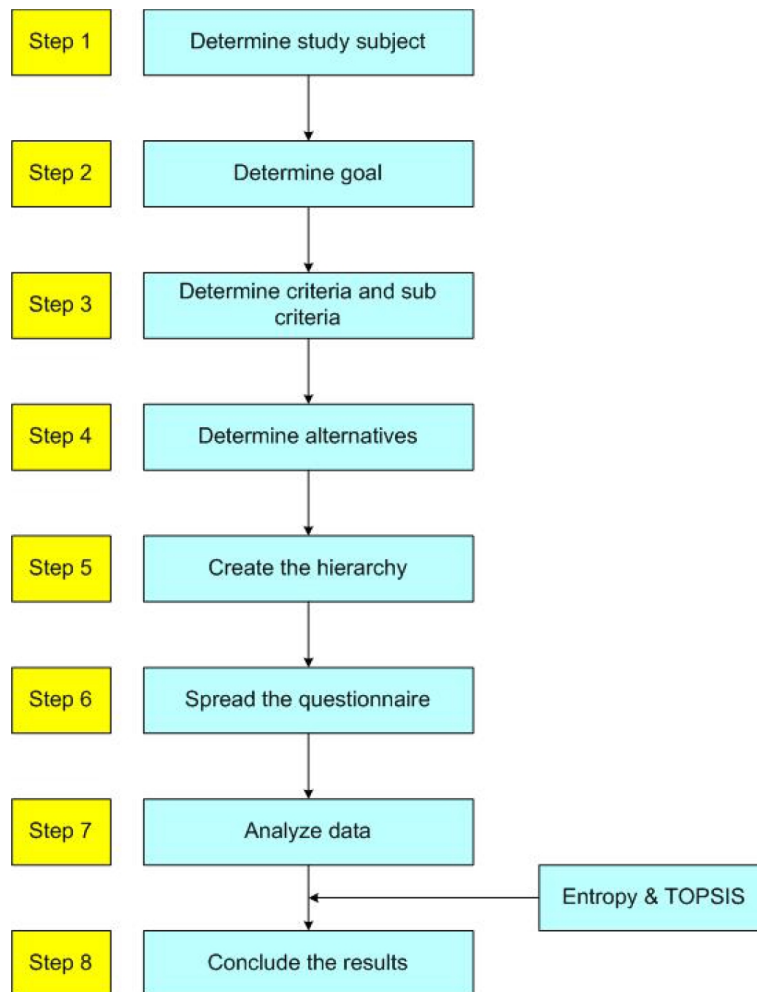 Step 1
Determine study subject
Step 2
Determine goal
Step 3
Determine criteria and sub
criteria
Step 4
Determine alternatives
Step 5
Create the hierarchy
Step 6
Spread the questionnaire
Step 7
Analyze data
Entropy & TOPSIS
Step 8
Conclude the results